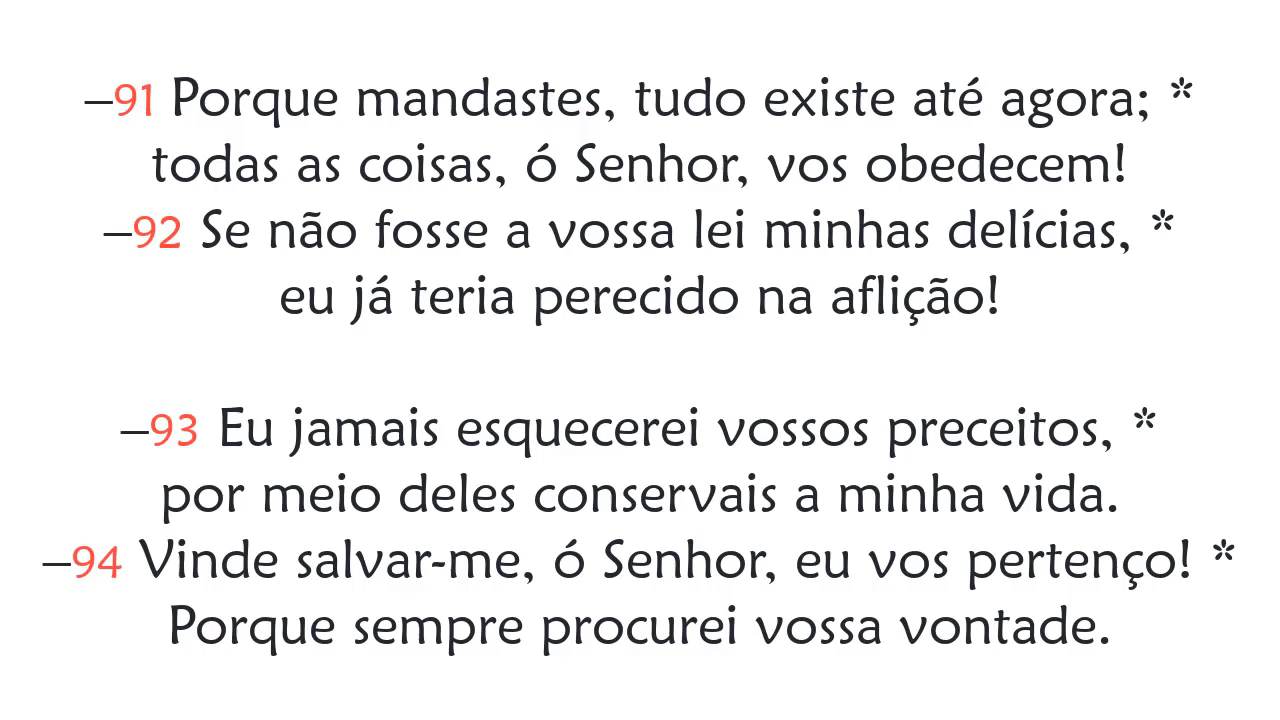 –91 Porque mandastes, tudo existe até agora; *
todas as coisas, ó Senhor, vos obedecem!
–92 Se não fosse a vossa lei minhas delícias, *
eu já teria perecido na aflição!
–93 Eu jamais esquecerei vossos preceitos, *
por meio deles conservais a minha vida.
–94 Vinde salvar-me, ó Senhor, eu vos pertenço! *
Porque sempre procurei vossa vontade.